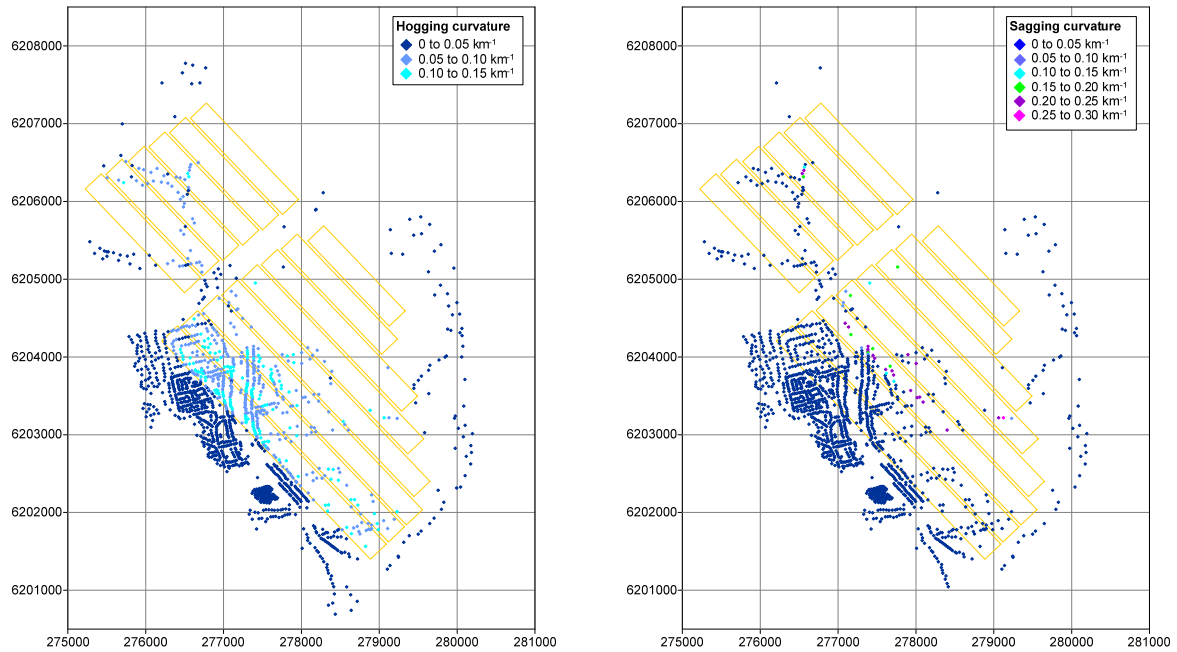 Hogging curvature
0 to 0.05 km-1
0.05 to 0.10 km-1
0.10 to 0.15 km-1
6208000
6207000
6206000
6205000
6204000
6203000
6202000
6201000
275000 276000 277000 278000 279000 280000 281000
Sagging curvature
0 to 0.05 km-1
0.05 to 0.10 km-1
0.10 to 0.15 km-1
0.15 to 0.20 km-1
0.20 to 0.25 km-1
0.25 to 0.30 km-1
6208000
6207000
6206000
6205000
6204000
6203000
6202000
6201000
275000 276000 277000 278000 279000 280000 281000